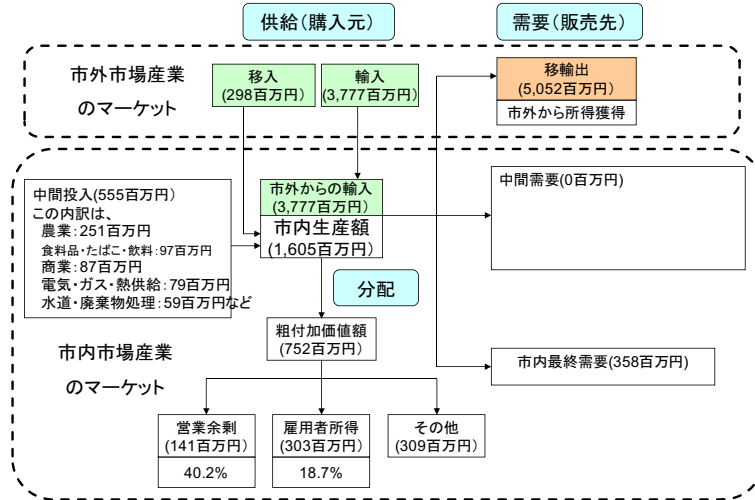 供給(購入元)
需要(販売先)
市外市場産業
のマーケット
移入
(298百万円)
輸入
(3,777百万円)
移輸出
(5,052百万円)
市外から所得獲得
中間投入(555百万円)
この内訳は、
農業:251百万円
食料品・たばこ・飲料:97百万円
商業:87百万円
電気・ガス・熱供給:79百万円
水道・廃棄物処理:59百万円など
市外からの輸入
(3,777百万円)
市内生産額
(1,605百万円)
中間需要(0百万円)
分配
粗付加価値額
(752百万円)
市内市場産業
のマーケット
市内最終需要(358百万円)
営業余剰
(141百万円)
40.2%
雇用者所得
(303百万円)
18.7%
その他
(309百万円)